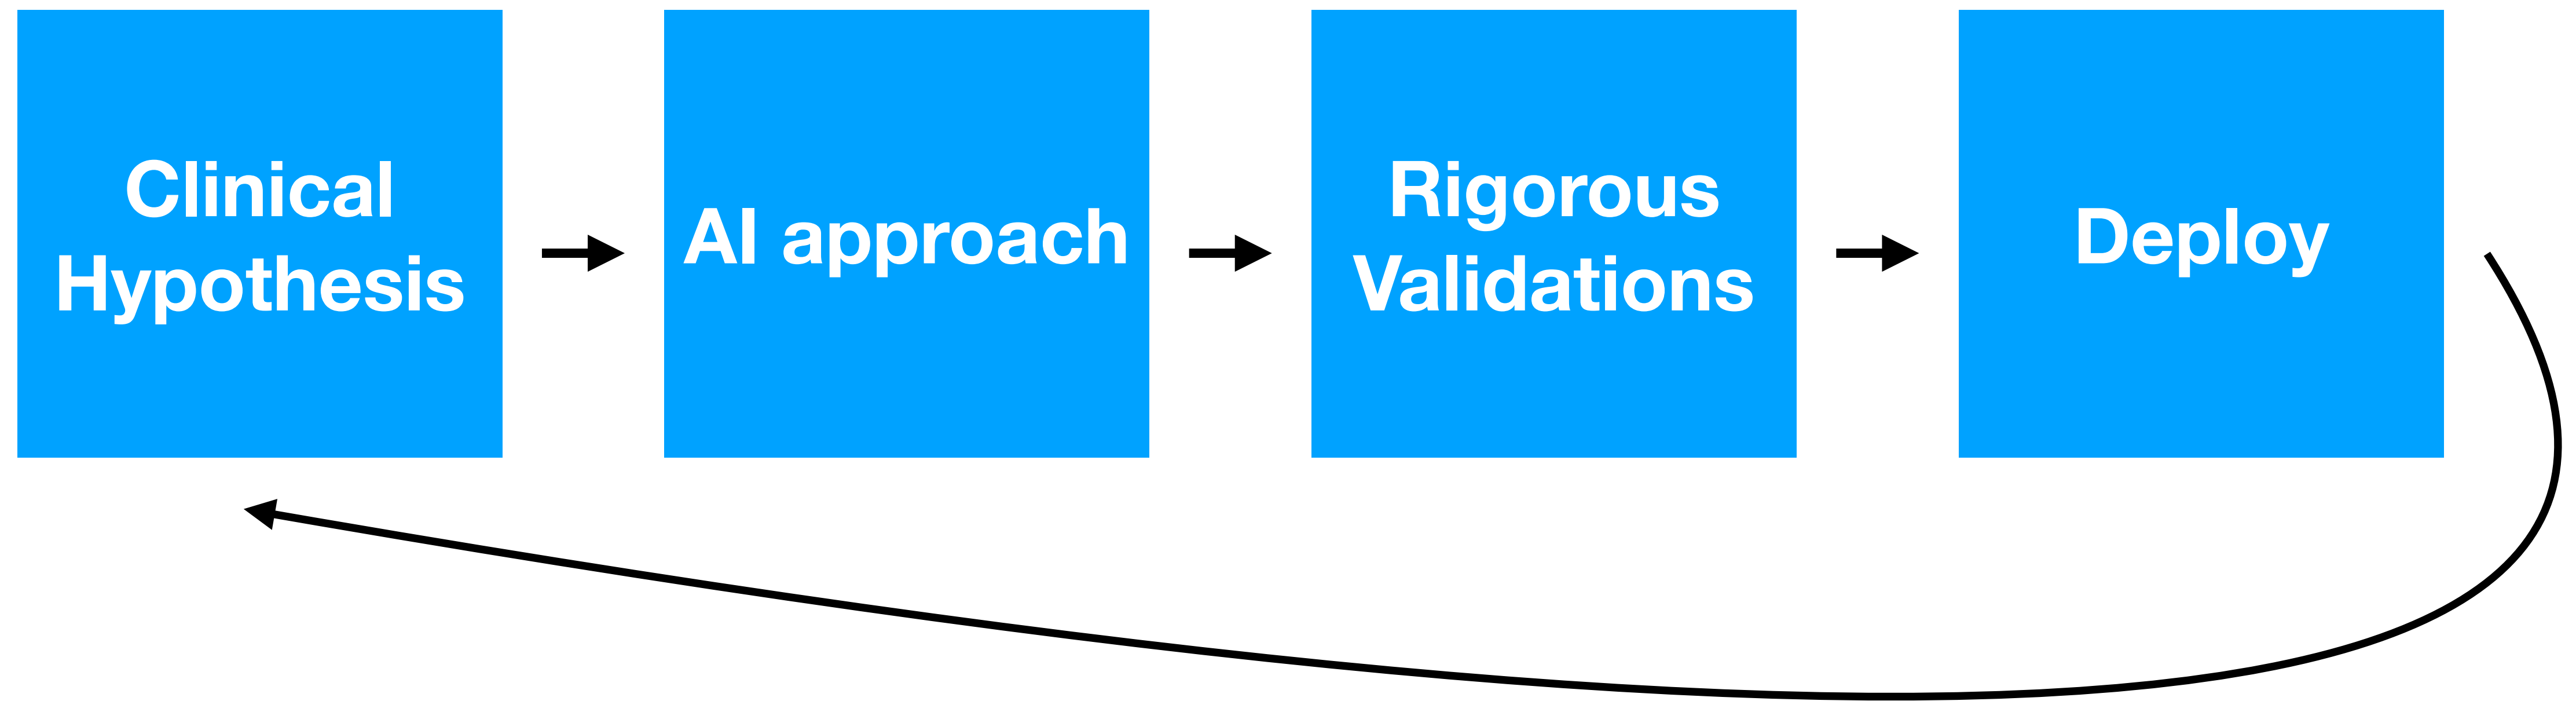 Clinical
Hypothesis
AI approach
Rigorous
Validations
Deploy